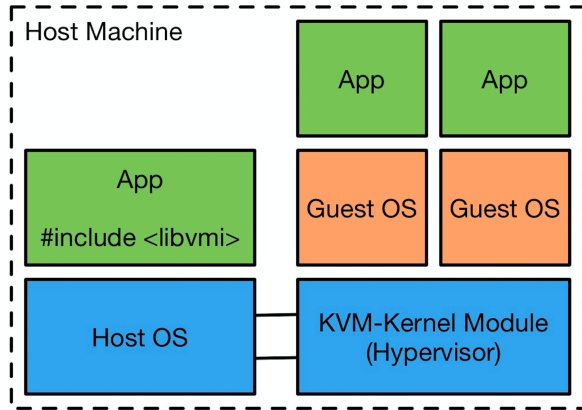 Host Machine
App
App
App
#include <libvmi>
Guest OS
Guest OS
Host OS
KVM-Kernel Module
(Hypervisor)